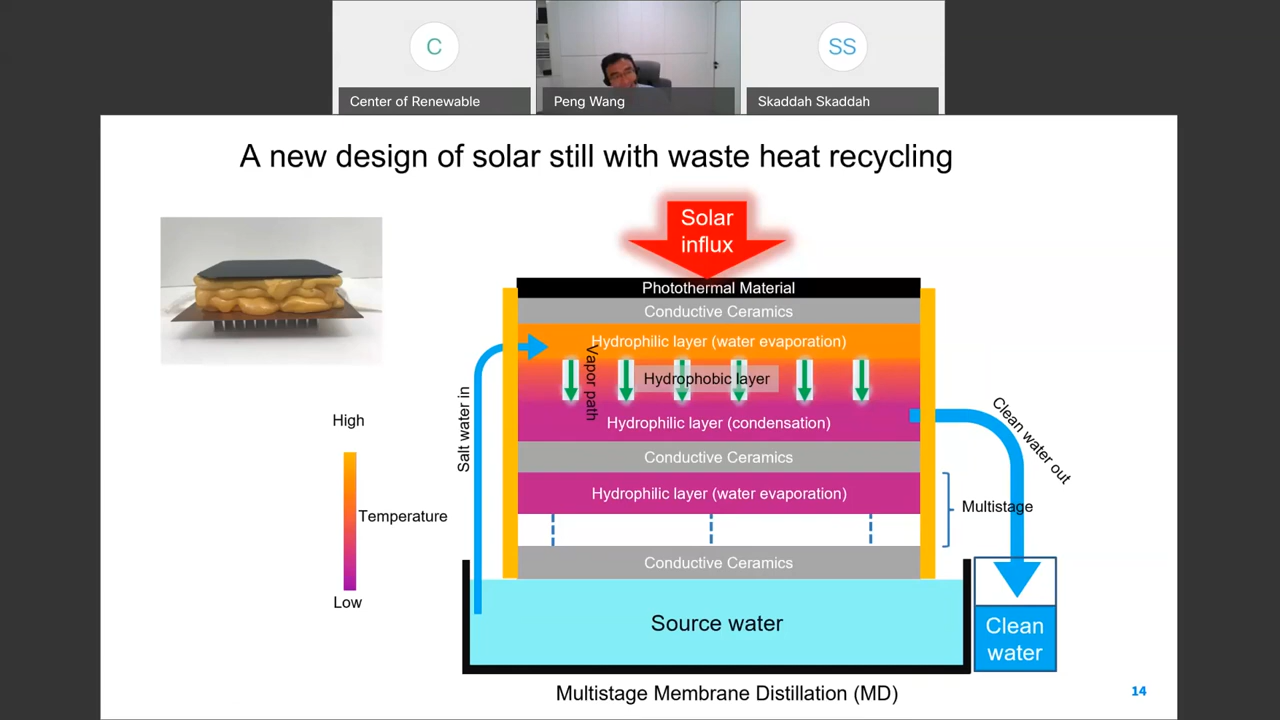 C
SS
Center of Renewable
Peng Wang
Skaddah Skaddah
A new design of solar still with waste heat recycling
Solar
influx
Photothermal Material
Conductive Ceramics
Hydrophilic layer (water evaporation)
Vapor path
Hydrophobic layer
Hydrophilic layer (condensation)
Conductive Ceramics
Hydrophilic layer (water evaporation)
Conductive Ceramics
Salt water in
Clean water out
Multistage
High
Temperature
Low
Source water
Clean
water
Multistage Membrane Distillation (MD)
14